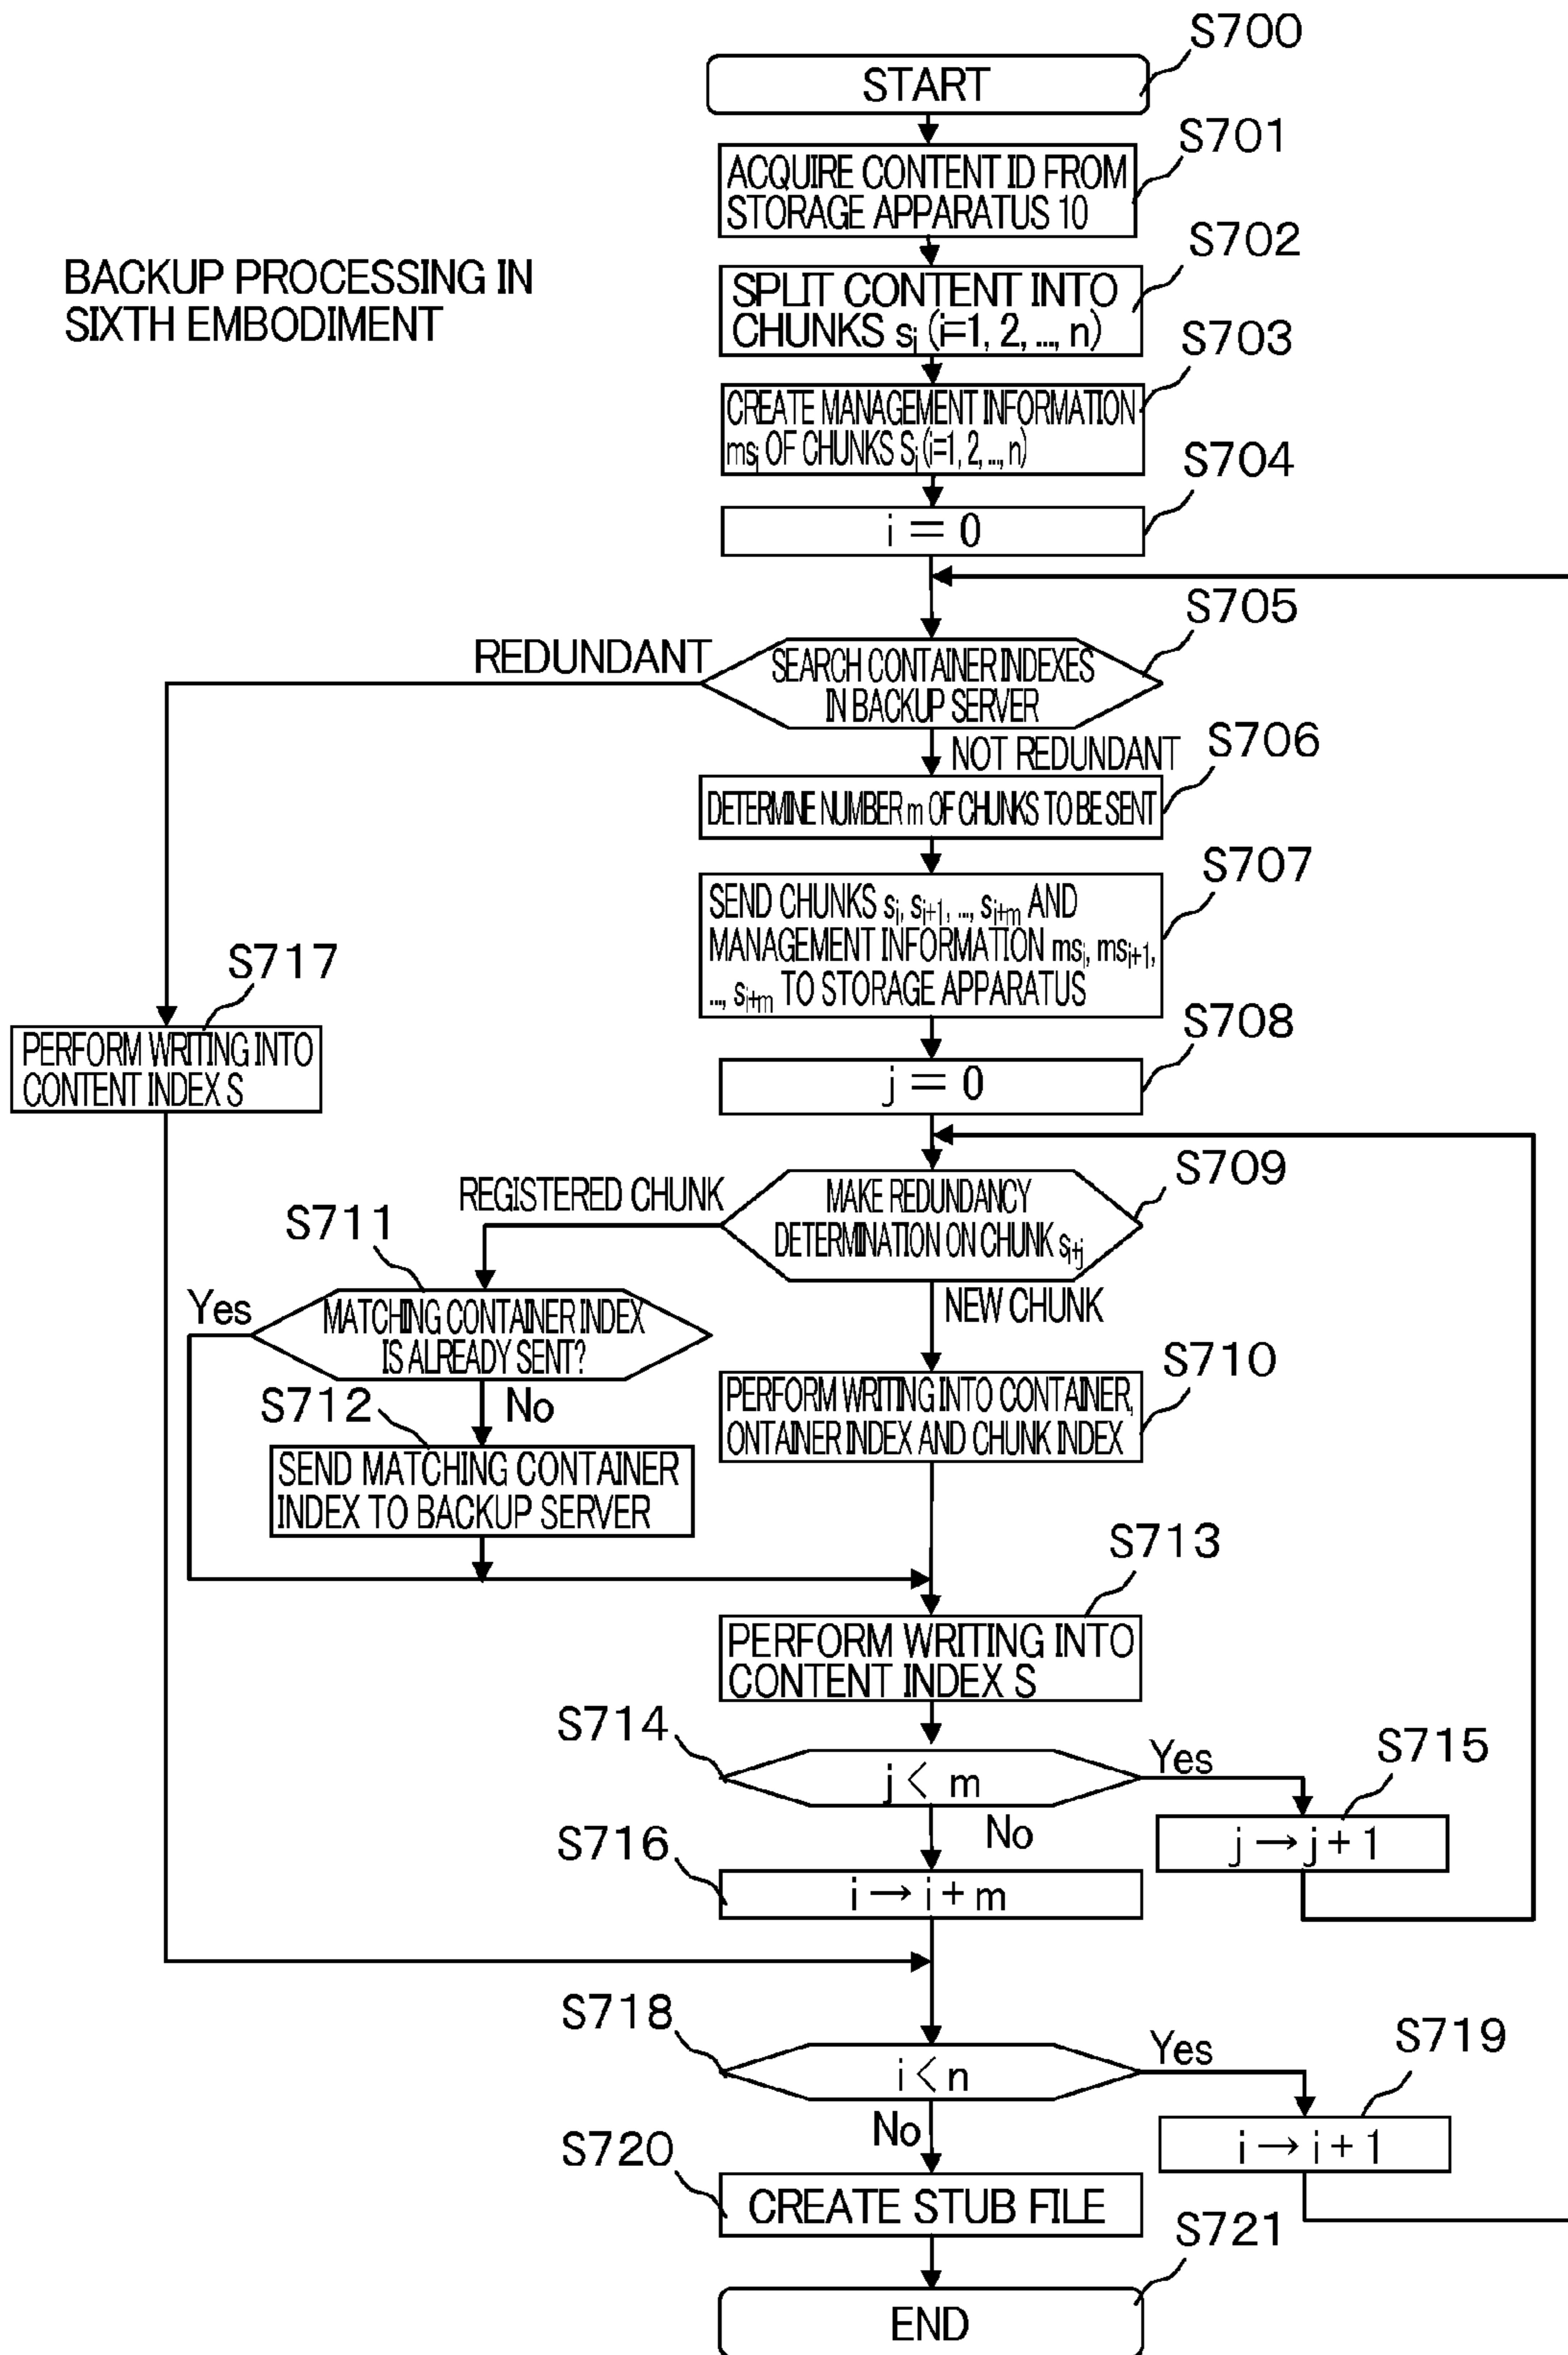 S700
START
S701
ACQUIRE CONTENT ID FROM
STORAGE APPARATUS 10
S702
BACKUP PROCESSING IN
SIXTH EMBODIMENT
SPLIT CONTENT INTO
CHUNKS si (i=1, 2, ..., n)
S703
CREATE MANAGEMENT INFORMATION
msi OF CHUNKS Si (i=1, 2, ..., n)
S704
i = 0
S705
REDUNDANT
SEARCH CONTAINER INDEXES
IN BACKUP SERVER
NOT REDUNDANT
S706
DETERMINE NUMBER m OF CHUNKS TO BE SENT
S707
SEND CHUNKS si, si+1, ..., si+m AND
MANAGEMENT INFORMATION msi, msi+1,
..., si+m TO STORAGE APPARATUS
S717
PERFORM WRITING INTO
CONTENT INDEX S
S708
j = 0
S709
REGISTERED CHUNK
MAKE REDUNDANCY
DETERMINATION ON CHUNK si+j
S711
Yes
MATCHING CONTAINER INDEX
IS ALREADY SENT?
NEW CHUNK
S710
PERFORM WRITING INTO CONTAINER,
ONTAINER INDEX AND CHUNK INDEX
S712
No
SEND MATCHING CONTAINER
INDEX TO BACKUP SERVER
S713
PERFORM WRITING INTO
CONTENT INDEX S
S714
j < m
Yes
S715
j → j + 1
No
S716
i → i + m
S718
i < n
Yes
S719
i → i + 1
No
S720
CREATE STUB FILE
S721
END